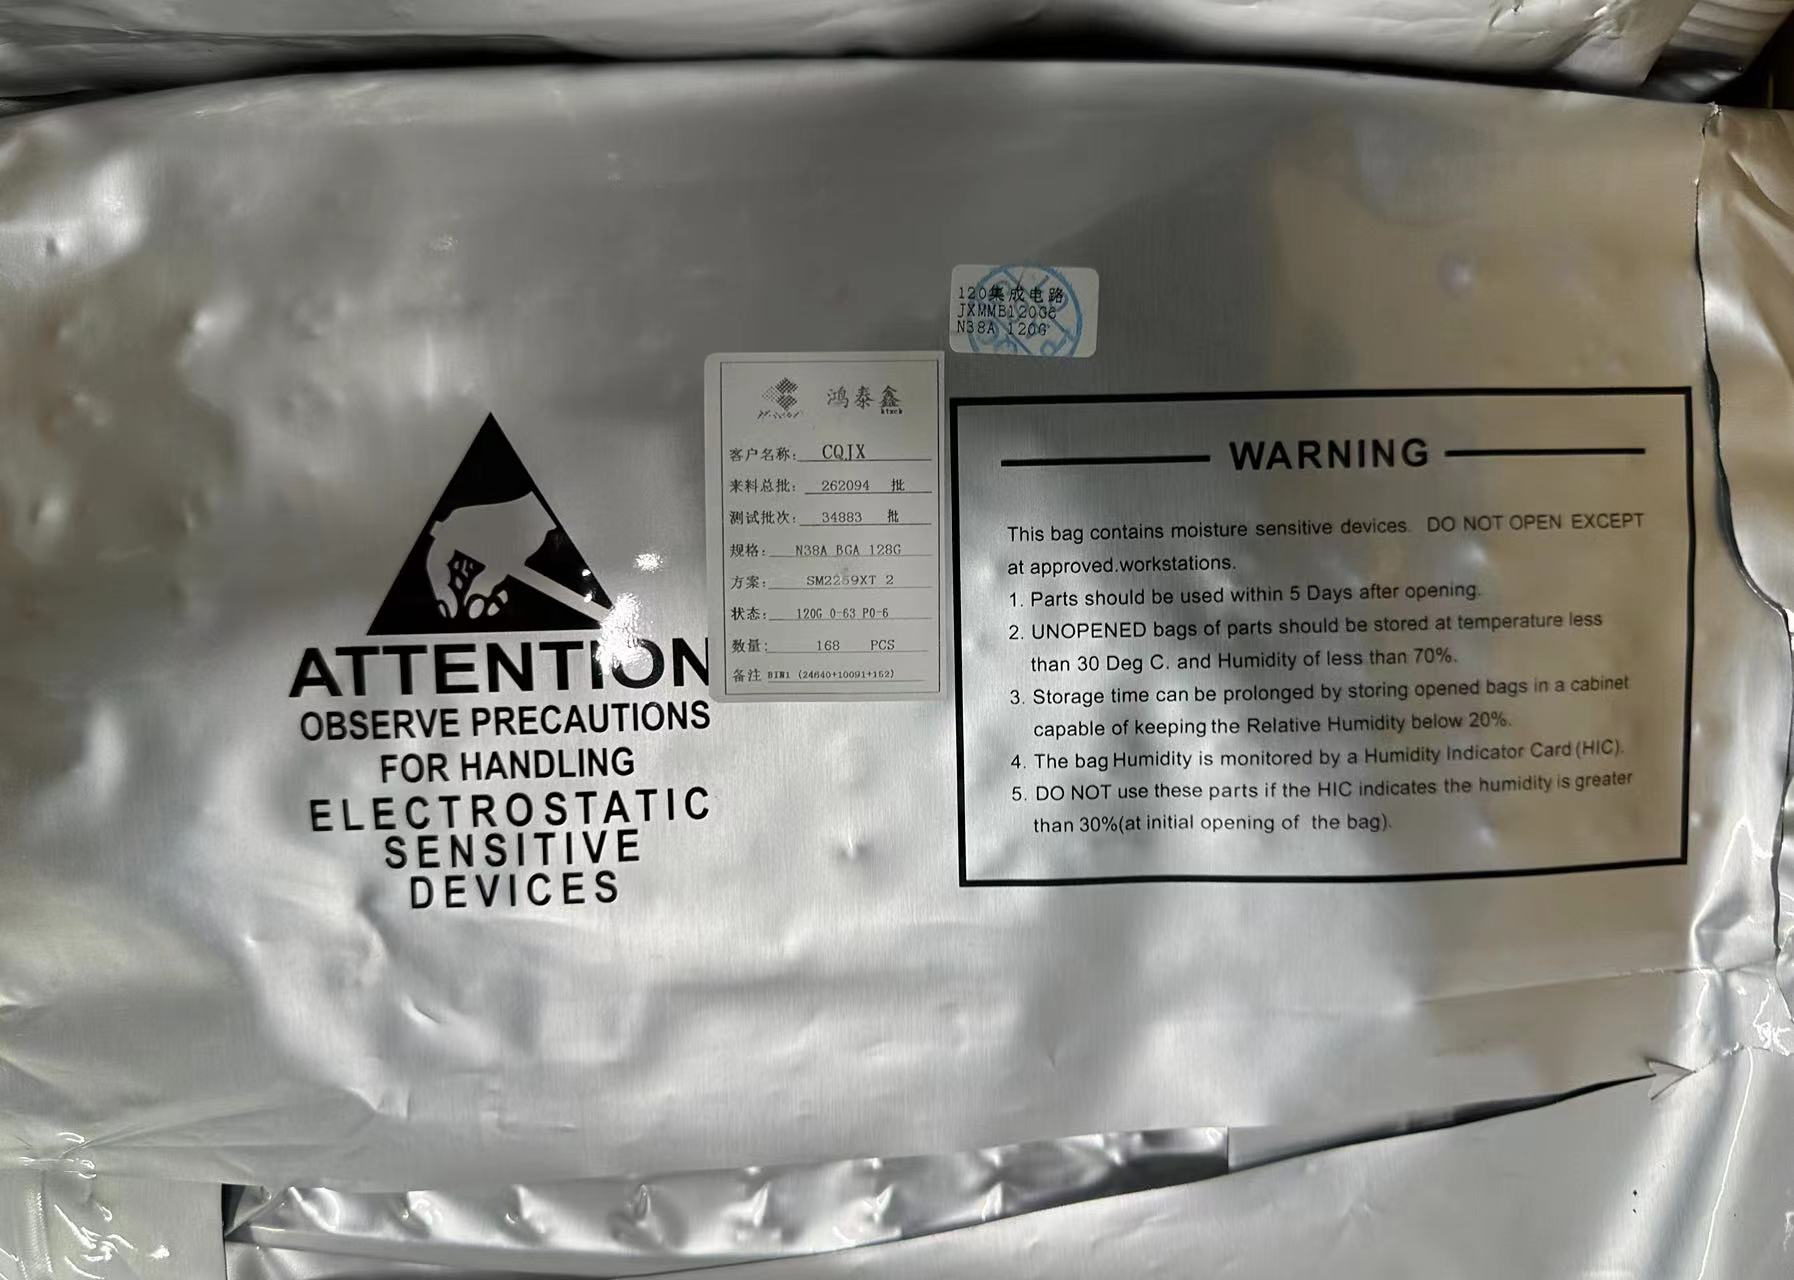 120集成电路
JXMMB120G6
N38A 120G
鸿泰鑫
htxck
客户名称: CQJX
来料总批: 262094 批
测试批次: 34883 批
规格: N38A BGA 128G
方案: SM2259XT 2
状态: 120G 0-63 P0-6
数量: 168 PCS
备注 BIN1 (24640+10091+152)
ATTENTION
OBSERVE PRECAUTIONS
FOR HANDLING
ELECTROSTATIC
SENSITIVE
DEVICES
WARNING
This bag contains moisture sensitive devices. DO NOT OPEN EXCEPT
at approved.workstations.
1. Parts should be used within 5 Days after opening.
2. UNOPENED bags of parts should be stored at temperature less
than 30 Deg C. and Humidity of less than 70%.
3. Storage time can be prolonged by storing opened bags in a cabinet
capable of keeping the Relative Humidity below 20%.
4. The bag Humidity is monitored by a Humidity Indicator Card (HIC).
5. DO NOT use these parts if the HIC indicates the humidity is greater
than 30%(at initial opening of the bag).